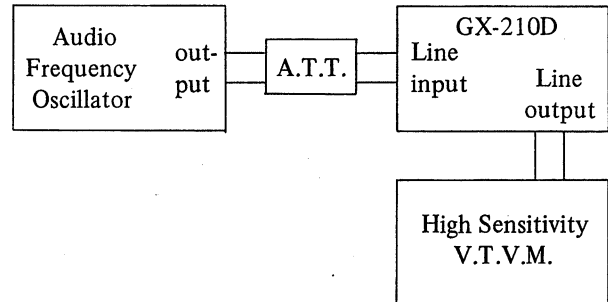 Audio
Frequency
Oscillator
out-
put
A.T.T.
GX-210D
Line
input
Line
output
High Sensitivity
V.T.V.M.